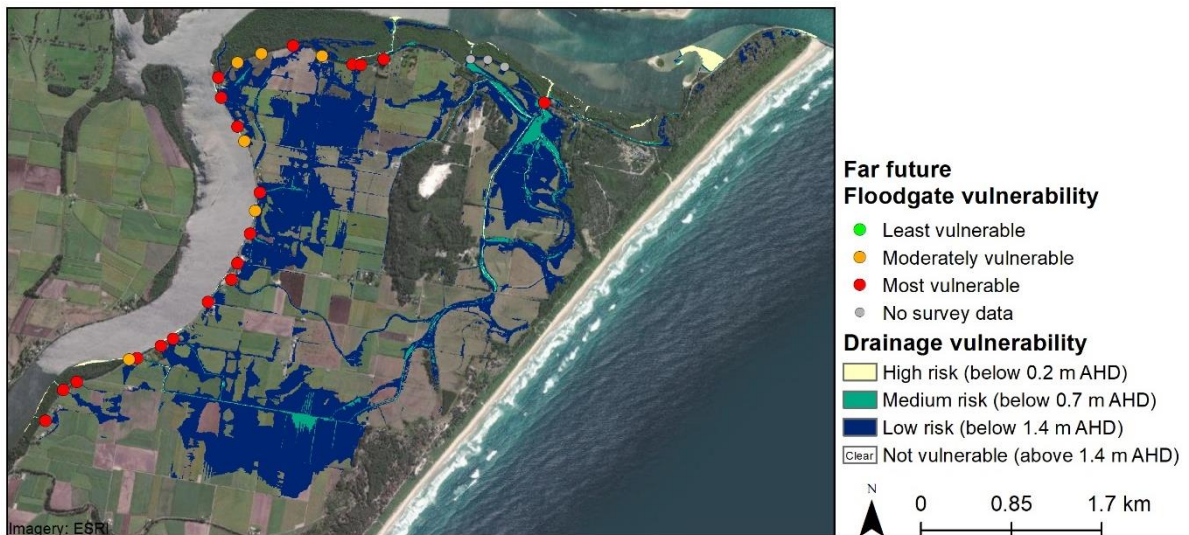 Far future
Floodgate vulnerability
Least vulnerable
Moderately vulnerable
Most vulnerable
No survey data
Drainage vulnerability
High risk (below 0.2 m AHD)
Medium risk (below 0.7 m AHD)
Low risk (below 1.4 m AHD)
Clear Not vulnerable (above 1.4 m AHD)
N
0 0.85 1.7 km
Imagery: ESRI